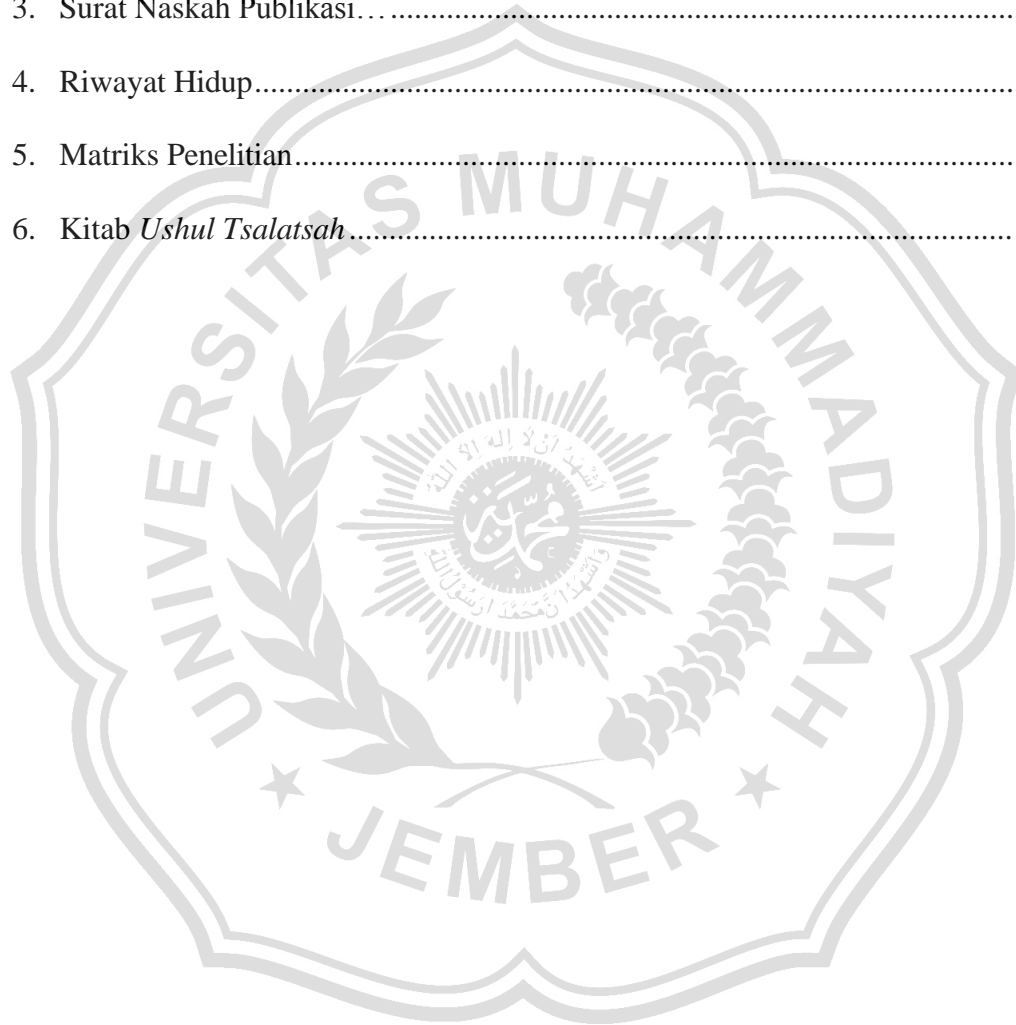 3. Surat Naskah Publikasi….............................................................................
4. Riwayat Hidup...............................................................................................
5. Matriks Penelitian..........................................................................................
6. Kitab Ushul Tsalatsah...................................................................................
UNIVERSITAS MUHAMMADIYAH
JEMBER